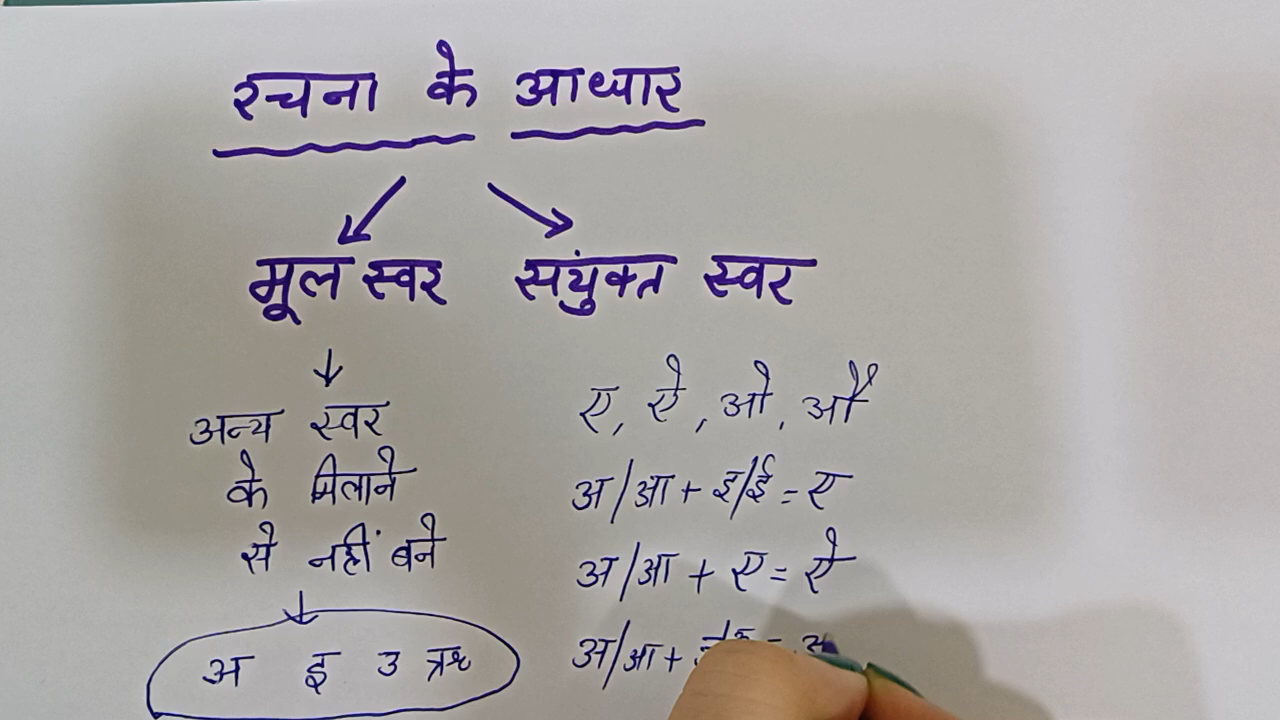 रचना के आधार
मूल स्वर संयुक्त स्वर
अन्य स्वर
के मिलाने
से नहीं बने
अ इ उ ऋ
ए, ऐ, ओ, औ
अ/आ + इ/ई = ए
अ/आ + ए = ऐ
अ/आ +